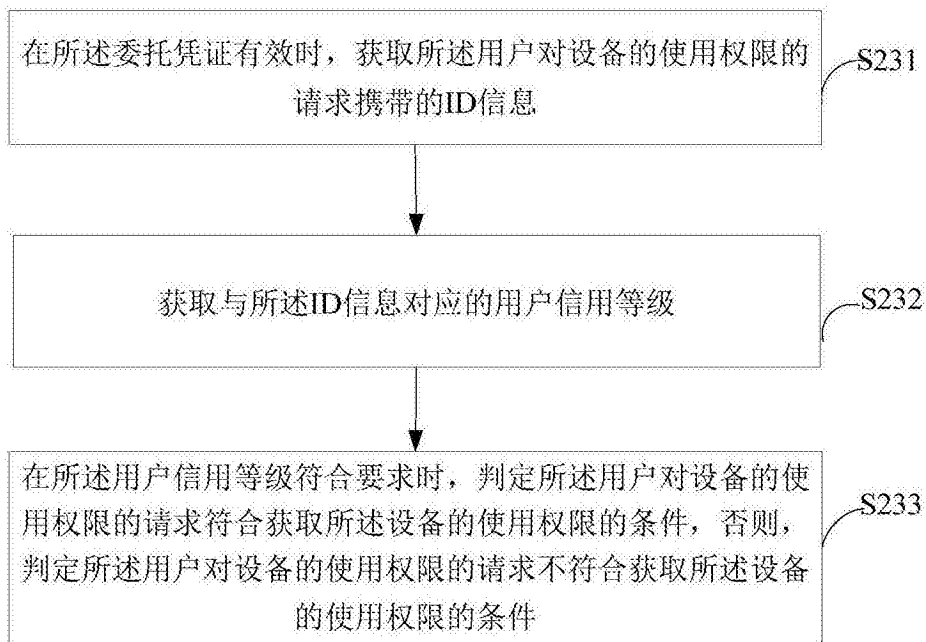 在所述委托凭证有效时，获取所述用户对设备的使用权限的
请求携带的ID信息
S231
获取与所述ID信息对应的用户信用等级
S232
在所述用户信用等级符合要求时，判定所述用户对设备的使
用权限的请求符合获取所述设备的使用权限的条件，否则，
判定所述用户对设备的使用权限的请求不符合获取所述设备
的使用权限的条件
S233